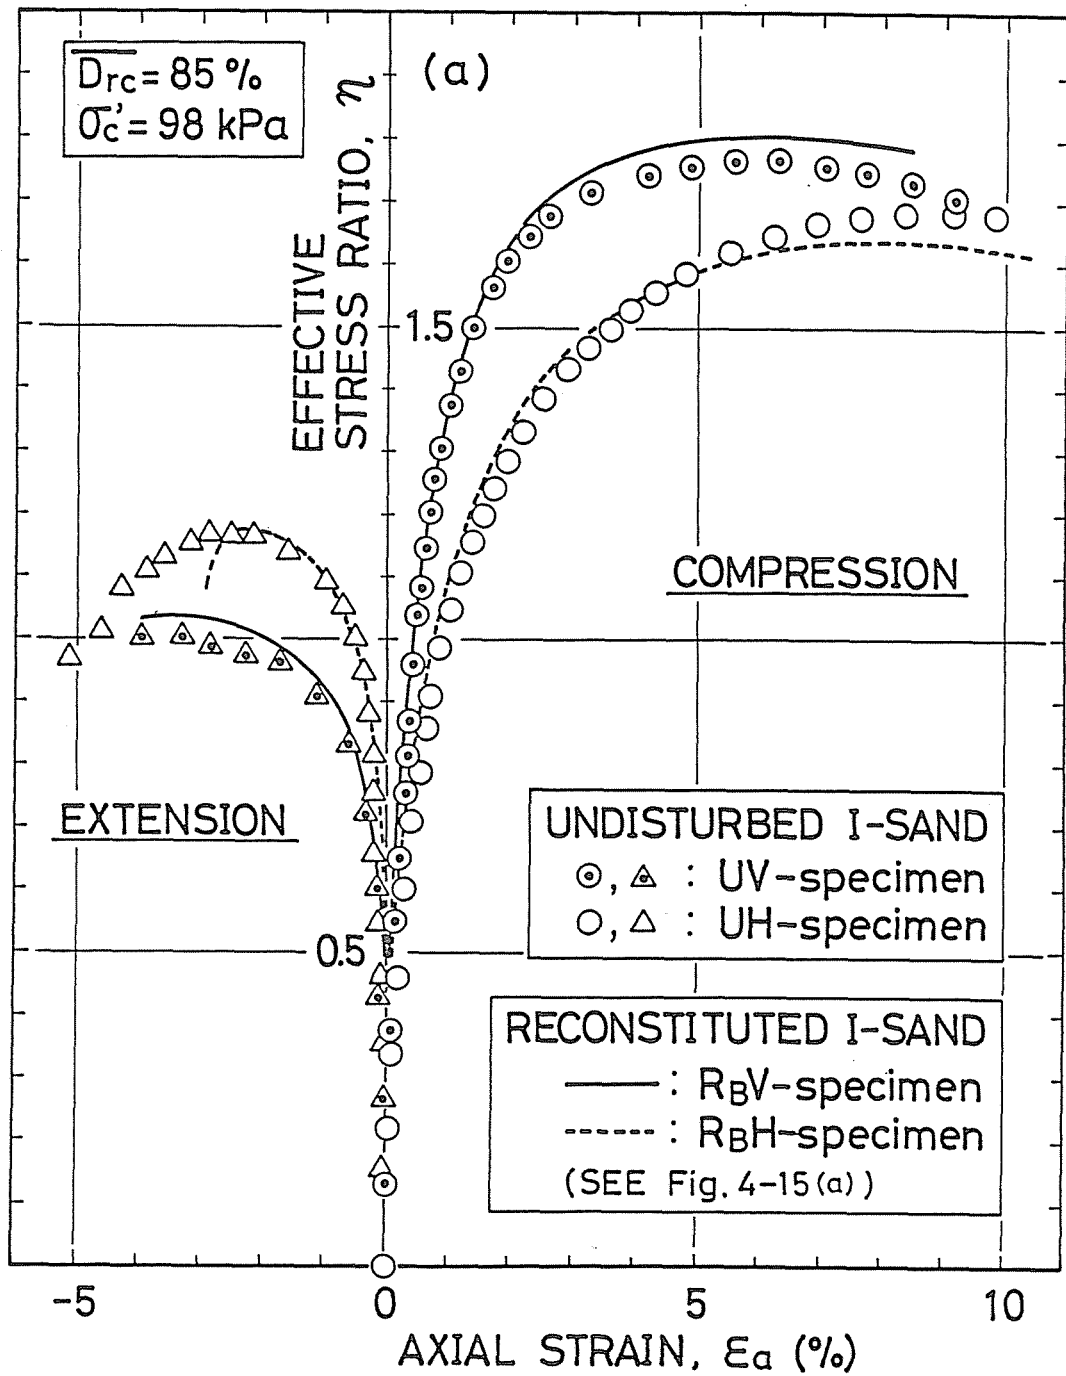 Drc = 85 %
σc' = 98 kPa
(a)
EFFECTIVE
STRESS RATIO, η
1.5
COMPRESSION
EXTENSION
0.5
UNDISTURBED I-SAND
⊙, ◬ : UV-specimen
○, △ : UH-specimen
RECONSTITUTED I-SAND
: RBV-specimen
: RBH-specimen
(SEE Fig. 4-15(a))
-5 0 5 10
AXIAL STRAIN, εa (%)